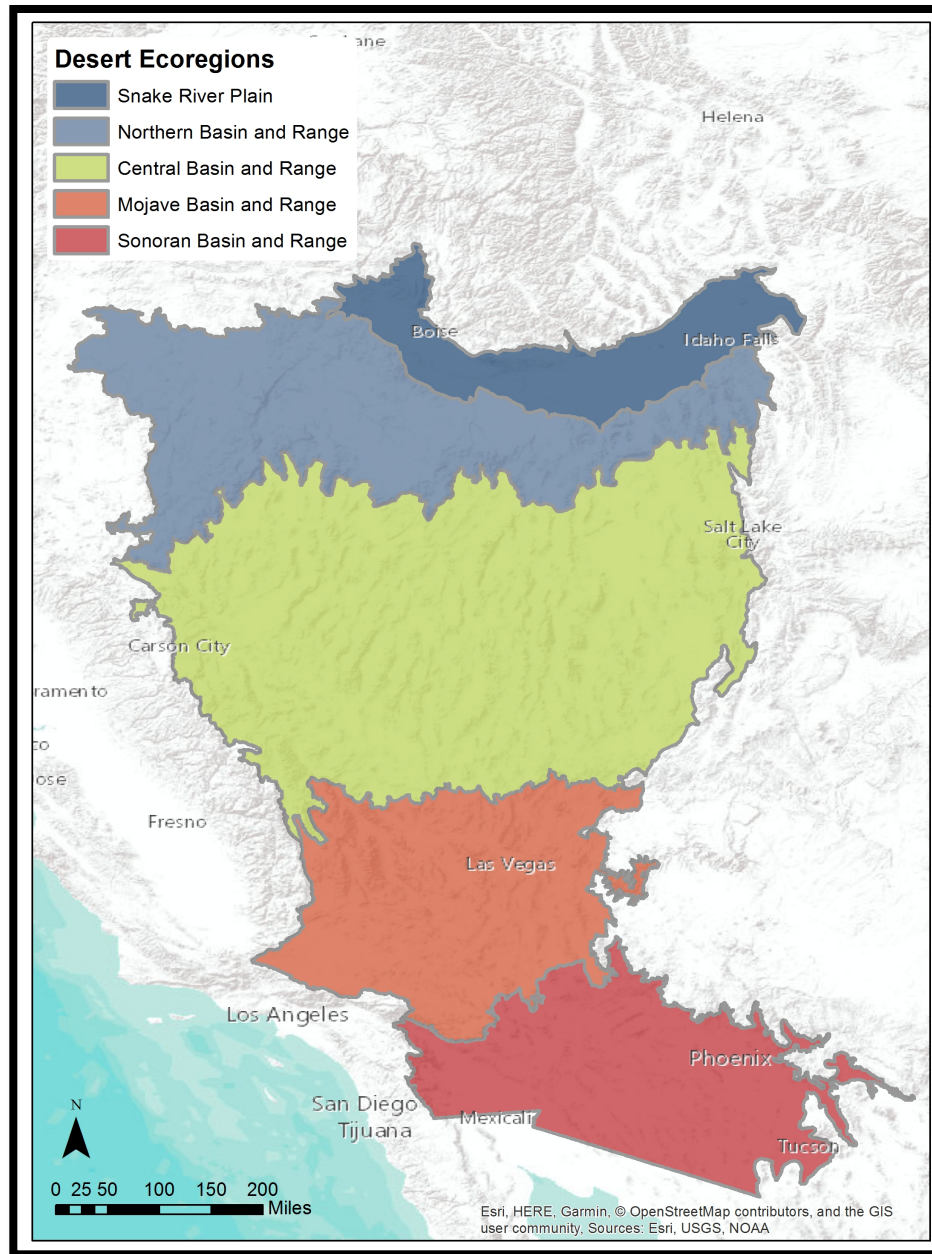 Desert Ecoregions
Snake River Plain
Northern Basin and Range
Central Basin and Range
Mojave Basin and Range
Sonoran Basin and Range
Helena
Boise
Idaho Falls
Salt Lake
City
Carson City
ramento
co
ose
Fresno
Las Vegas
Los Angeles
Phoenix
San Diego
Tijuana
Mexicali
Tucson
N
0 25 50 100 150 200
Miles
Esri, HERE, Garmin, © OpenStreetMap contributors, and the GIS
user community, Sources: Esri, USGS, NOAA